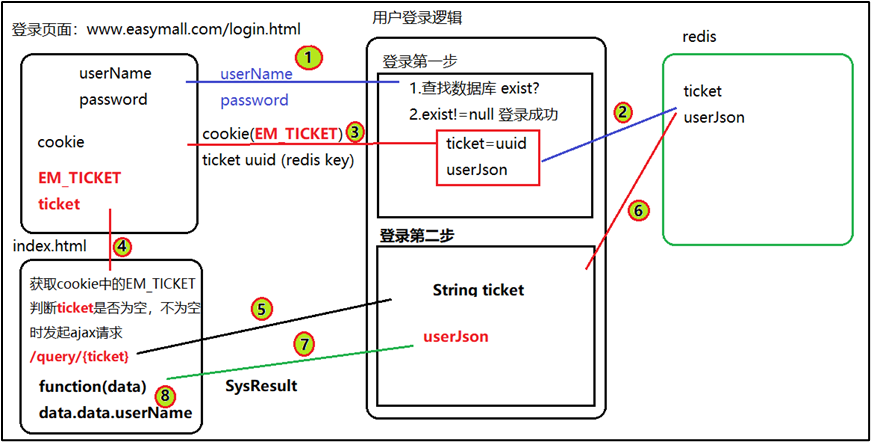 登录页面：www.easymall.com/login.html
用户登录逻辑
redis
userName
password
cookie
EM_TICKET
ticket
1
userName
password
cookie(EM_TICKET)
3
ticket uuid (redis key)
登录第一步
1.查找数据库 exist?
2.exist!=null 登录成功
ticket=uuid
userJson
2
ticket
userJson
6
4
index.html
获取cookie中的EM_TICKET
判断ticket是否为空，不为空
时发起ajax请求
/query/{ticket}
function(data)
data.data.userName
8
5
7
SysResult
登录第二步
String ticket
userJson